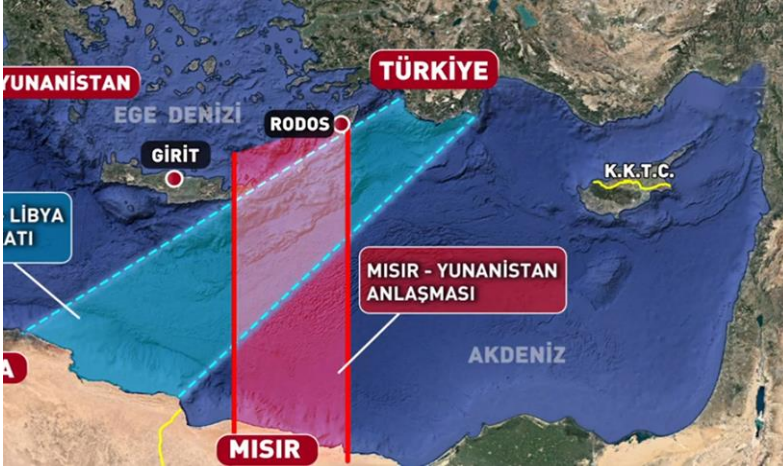 YUNANİSTAN
TÜRKİYE
EGE DENİZİ
RODOS
GİRİT
K.K.T.C.
LİBYA
ATI
MISIR - YUNANİSTAN
ANLAŞMASI
AKDENİZ
A
MISIR